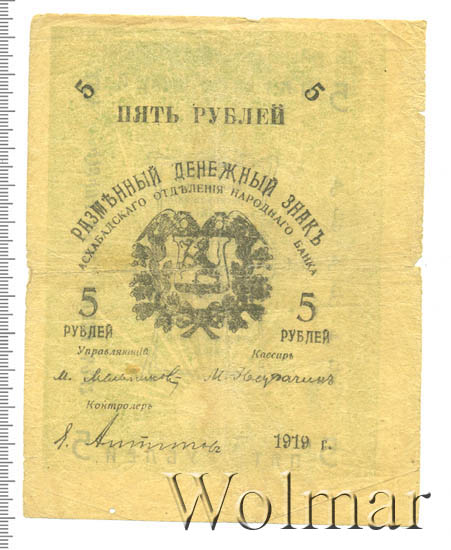 5 5
ПЯТЬ РУБЛЕЙ
РАЗМѢННЫЙ ДЕНЕЖНЫЙ ЗНАКЪ
АСХАБАДСКАГО ОТДѢЛЕНІЯ НАРОДНАГО БАНКА
5 5
РУБЛЕЙ РУБЛЕЙ
Управляющій Кассиръ
М. М.
Контролеръ
1919 г.
Wolmar